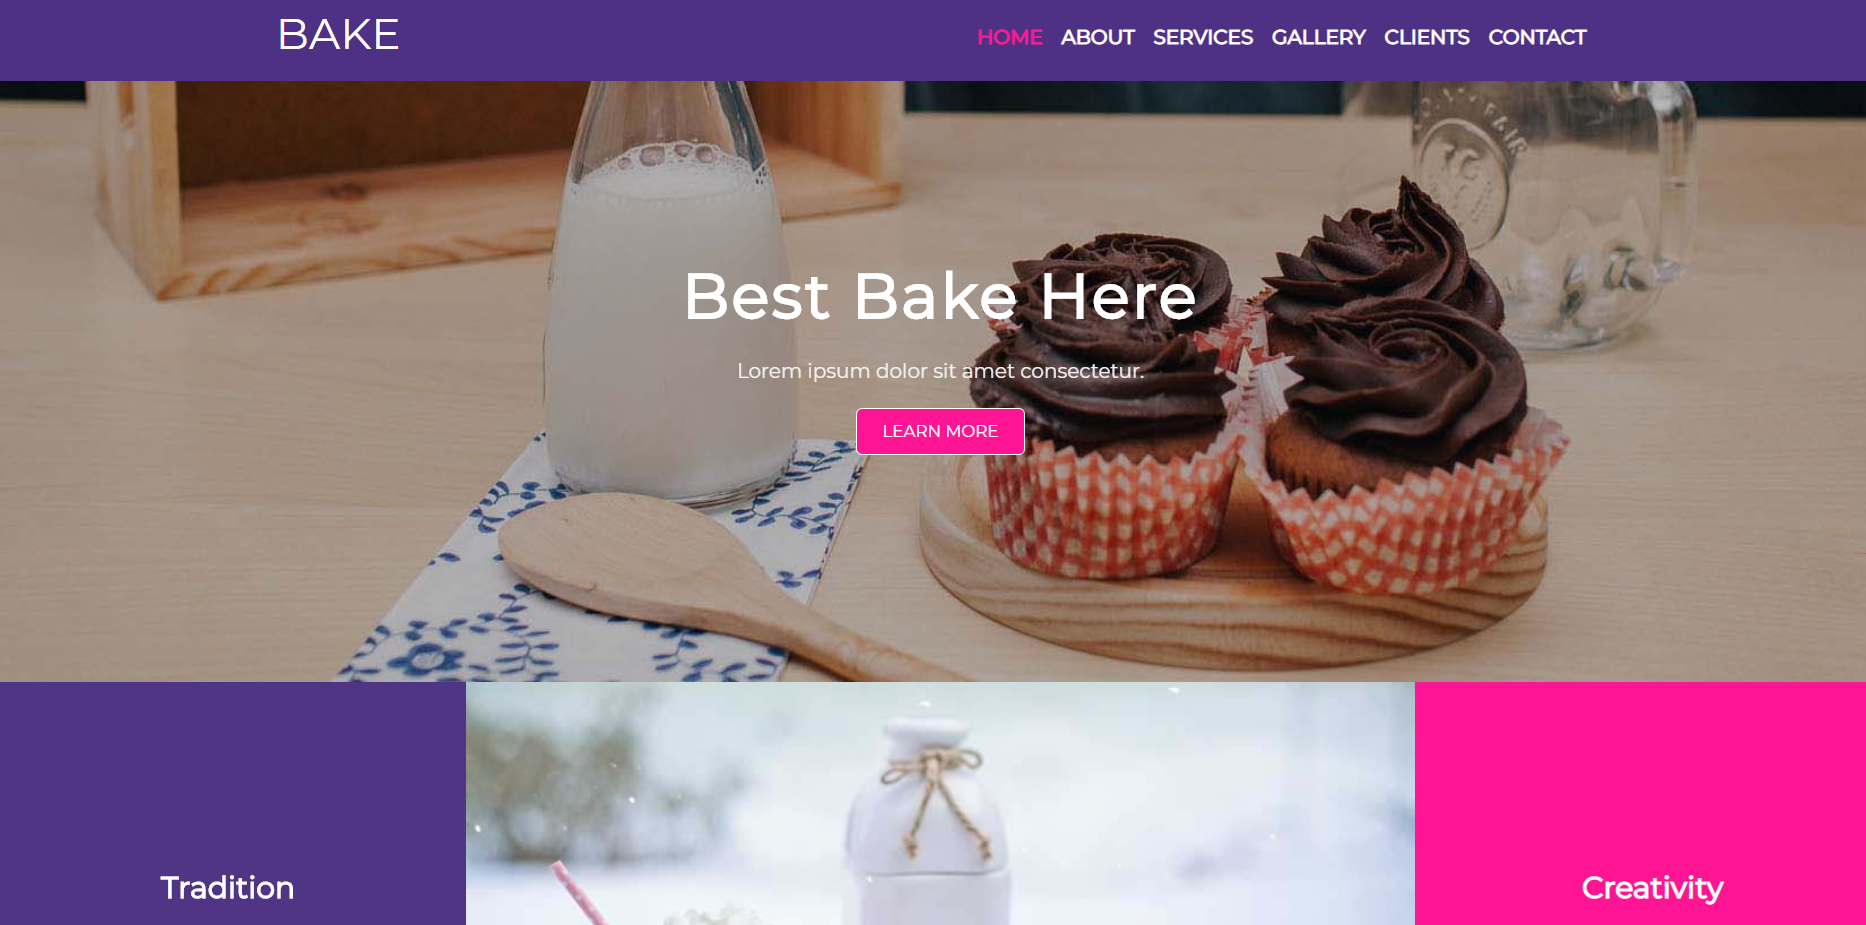 BAKE
HOME ABOUT SERVICES GALLERY CLIENTS CONTACT
Best Bake Here
Lorem ipsum dolor sit amet consectetur.
LEARN MORE
Tradition
Creativity